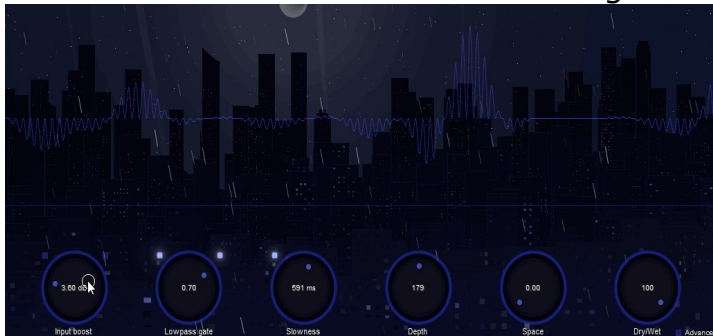 3.60 dB
0.70
591 ms
179
0.00
100
Input boost
Lowpass gate
Slowness
Depth
Space
Dry/Wet